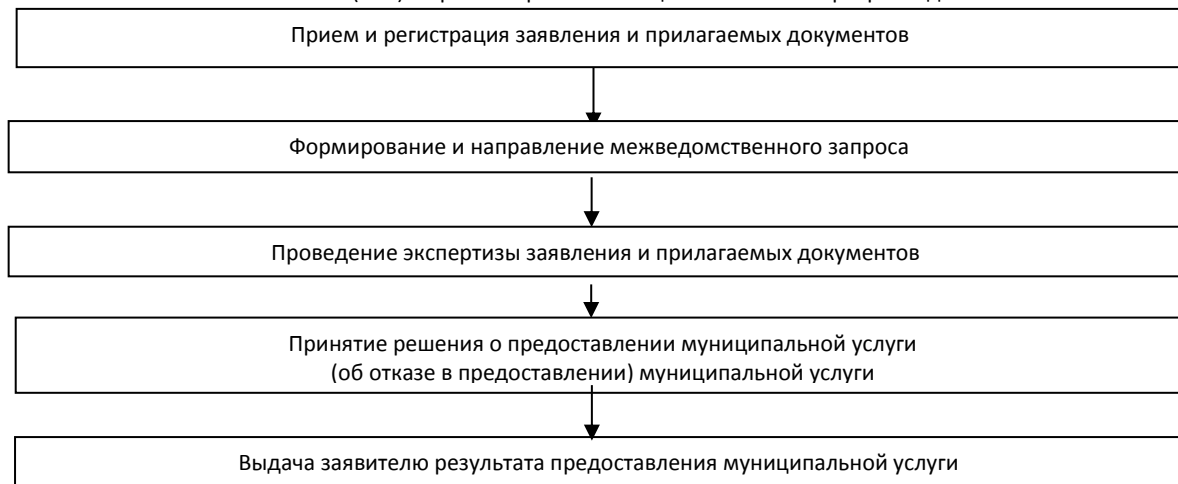 Прием и регистрация заявления и прилагаемых документов
Формирование и направление межведомственного запроса
Проведение экспертизы заявления и прилагаемых документов
Принятие решения о предоставлении муниципальной услуги
(об отказе в предоставлении) муниципальной услуги
Выдача заявителю результата предоставления муниципальной услуги